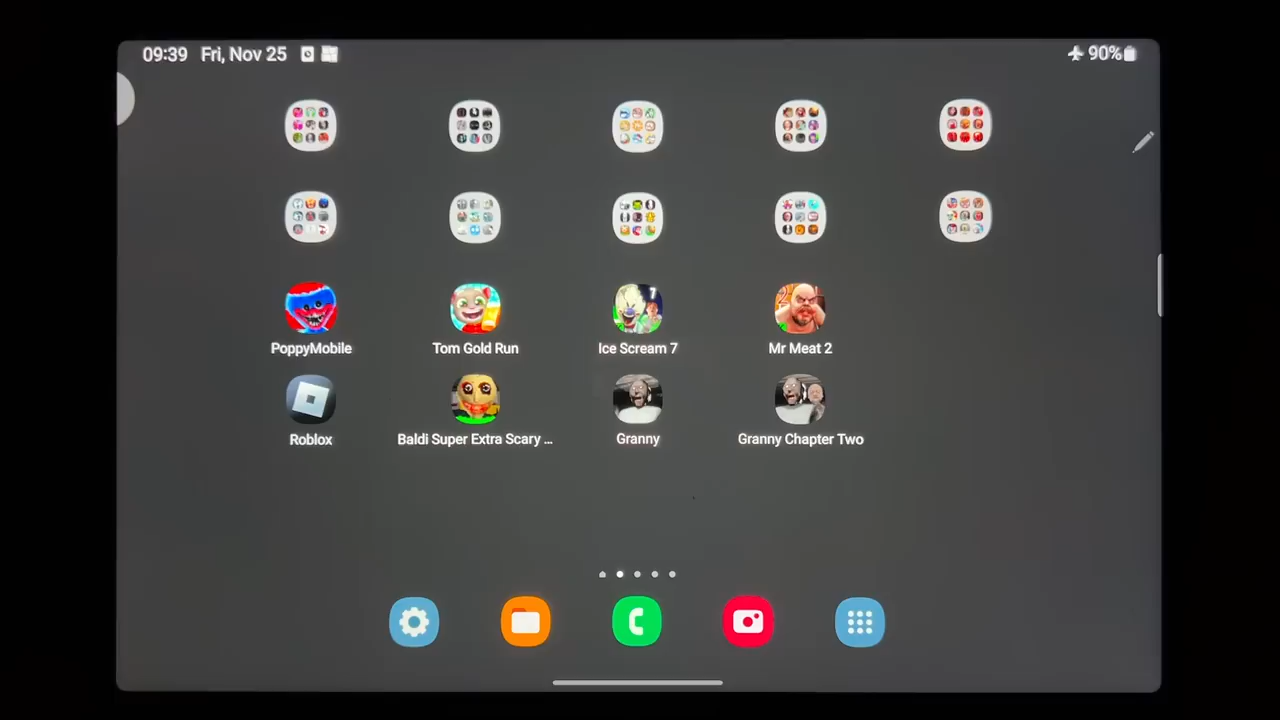 09:39 Fri, Nov 25
90%
PoppyMobile
Tom Gold Run
Ice Scream 7
Mr Meat 2
Roblox
Baldi Super Extra Scary ...
Granny
Granny Chapter Two